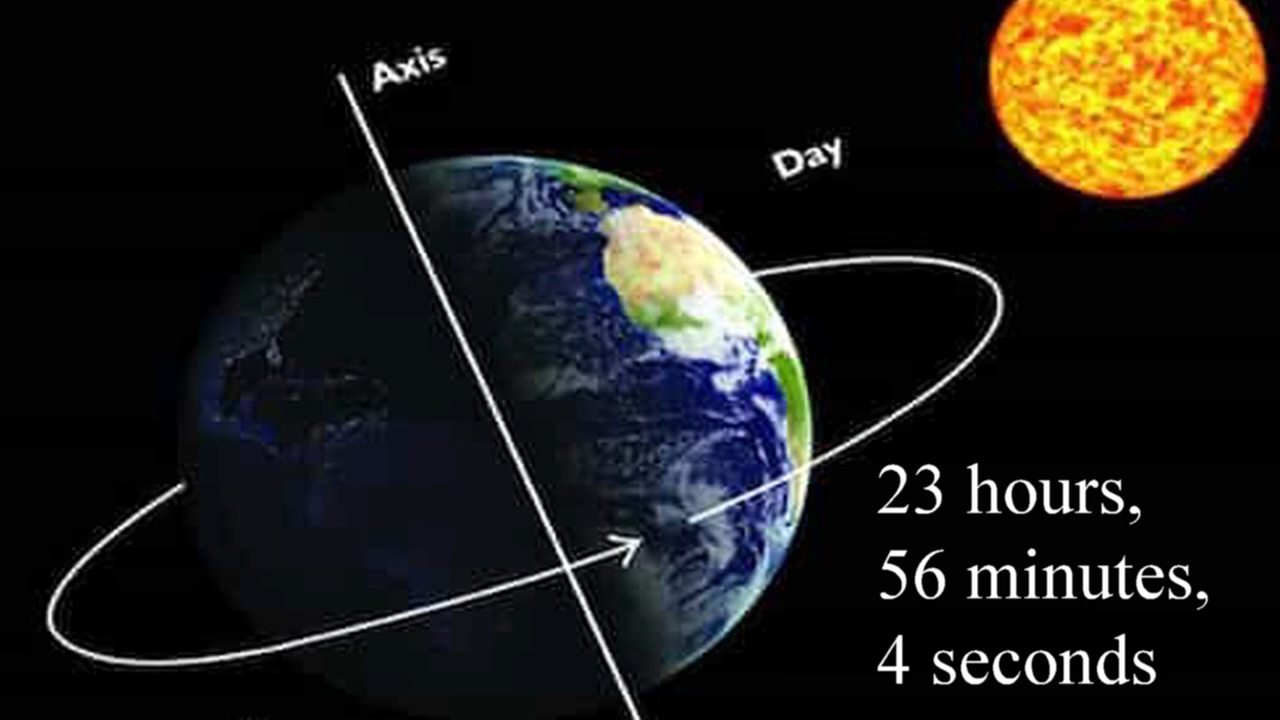 Axis
Day
23 hours,
56 minutes,
4 seconds